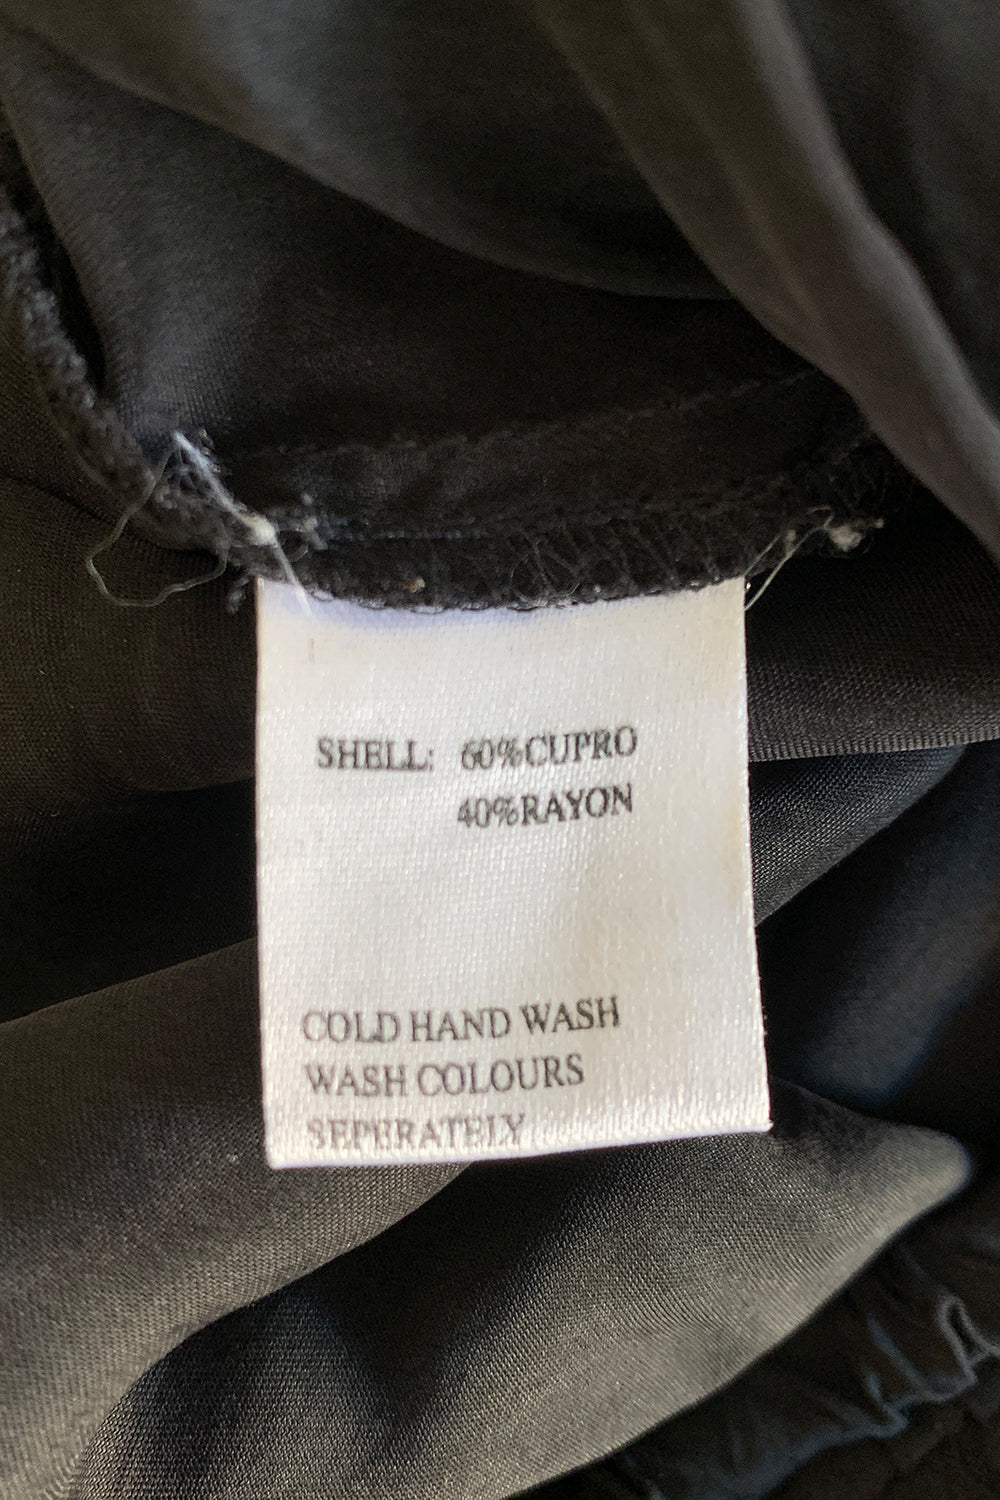 SHELL: 60%CUPRO
40%RAYON
COLD HAND WASH
WASH COLOURS
SEPERATELY